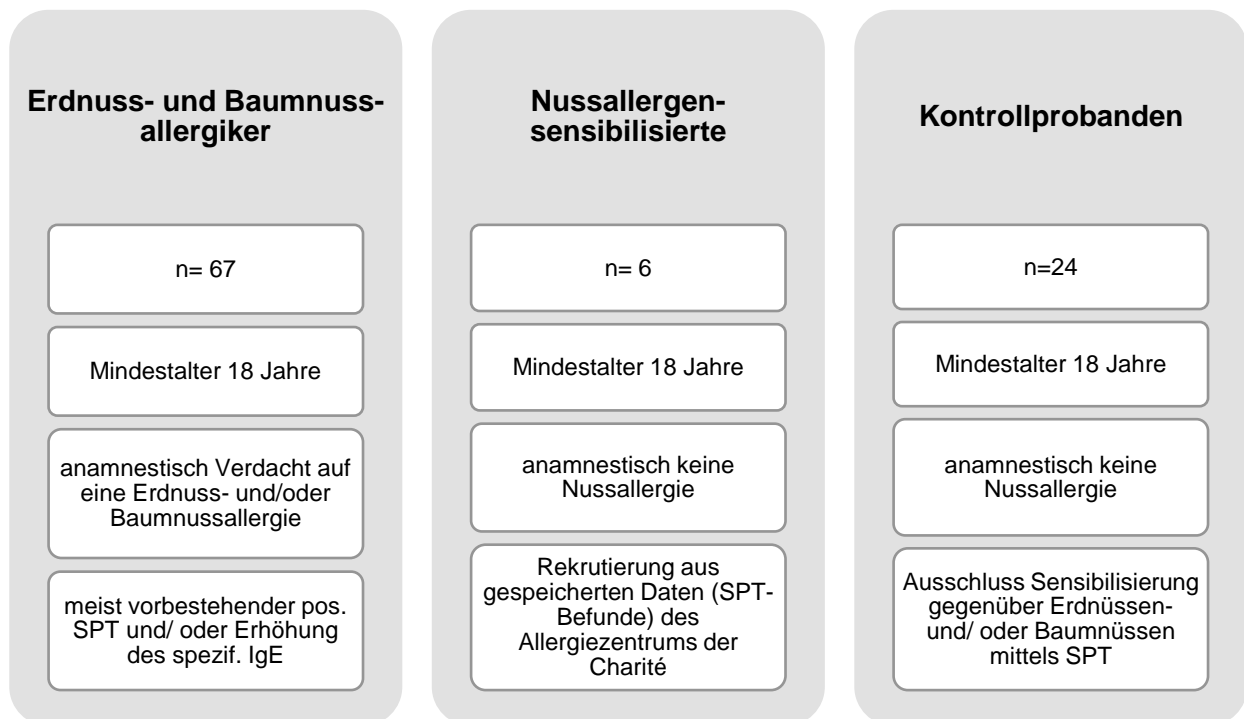 Erdnuss- und Baumnuss-
allergiker
n= 67
Mindestalter 18 Jahre
anamnestisch Verdacht auf
eine Erdnuss- und/oder
Baumnussallergie
meist vorbestehender pos.
SPT und/ oder Erhöhung
des spezif. IgE
Nussallergen-
sensibilisierte
n= 6
Mindestalter 18 Jahre
anamnestisch keine
Nussallergie
Rekrutierung aus
gespeicherten Daten (SPT-
Befunde) des
Allergiezentrums der
Charité
Kontrollprobanden
n=24
Mindestalter 18 Jahre
anamnestisch keine
Nussallergie
Ausschluss Sensibilisierung
gegenüber Erdnüssen-
und/ oder Baumnüssen
mittels SPT